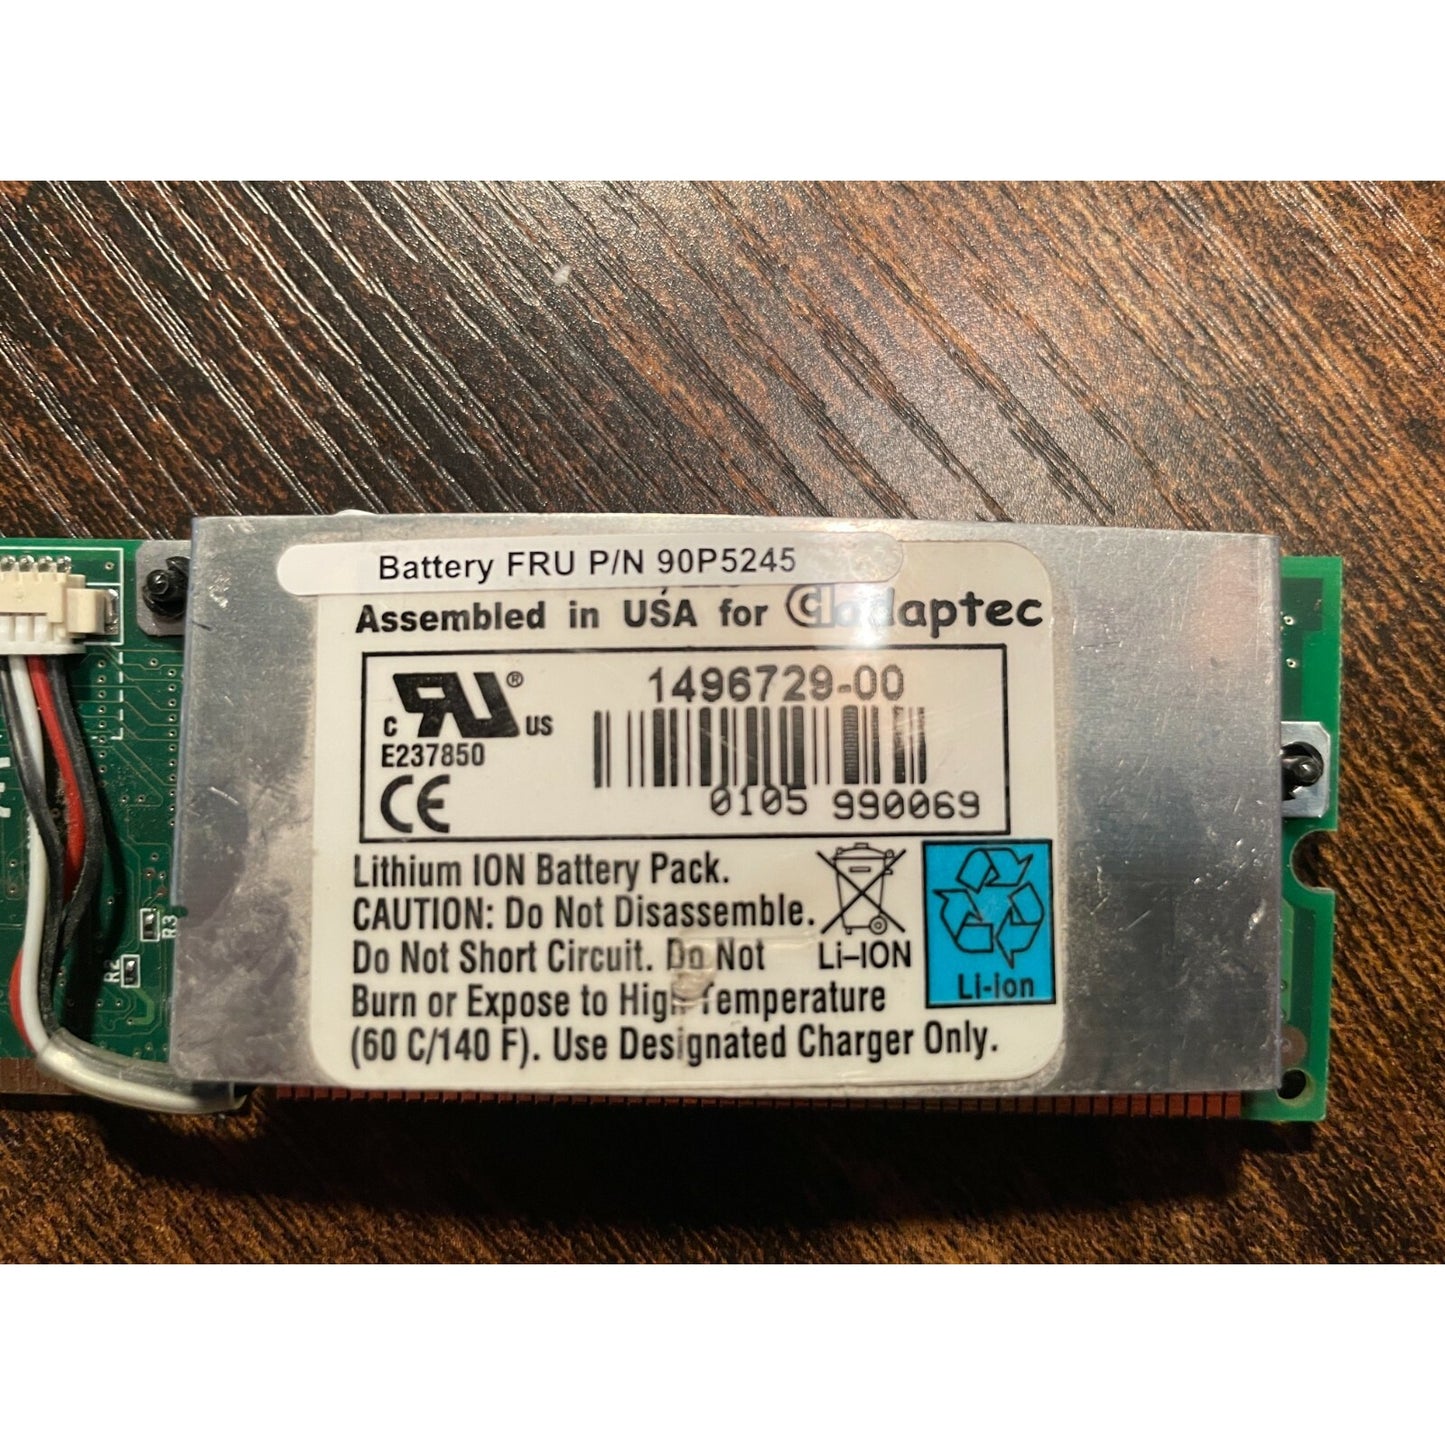 Battery FRU P/N 90P5245
Assembled in USA for adaptec
1496729-00
C US ®
E237850
CE
0105 990069
Lithium ION Battery Pack.
CAUTION: Do Not Disassemble.
Do Not Short Circuit. Do Not
Burn or Expose to High Temperature
(60 C/140 F). Use Designated Charger Only.
Li-ION
Li-ion
R3
R2